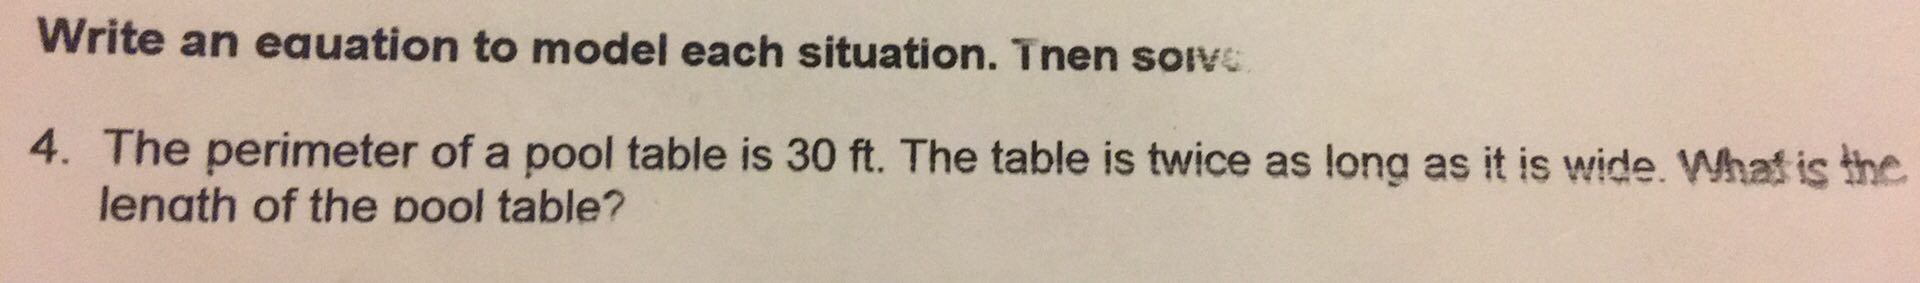 Write an equation to model each situation. Then solve.
4. The perimeter of a pool table is 30 ft. The table is twice as long as it is wide. What is the
length of the pool table?